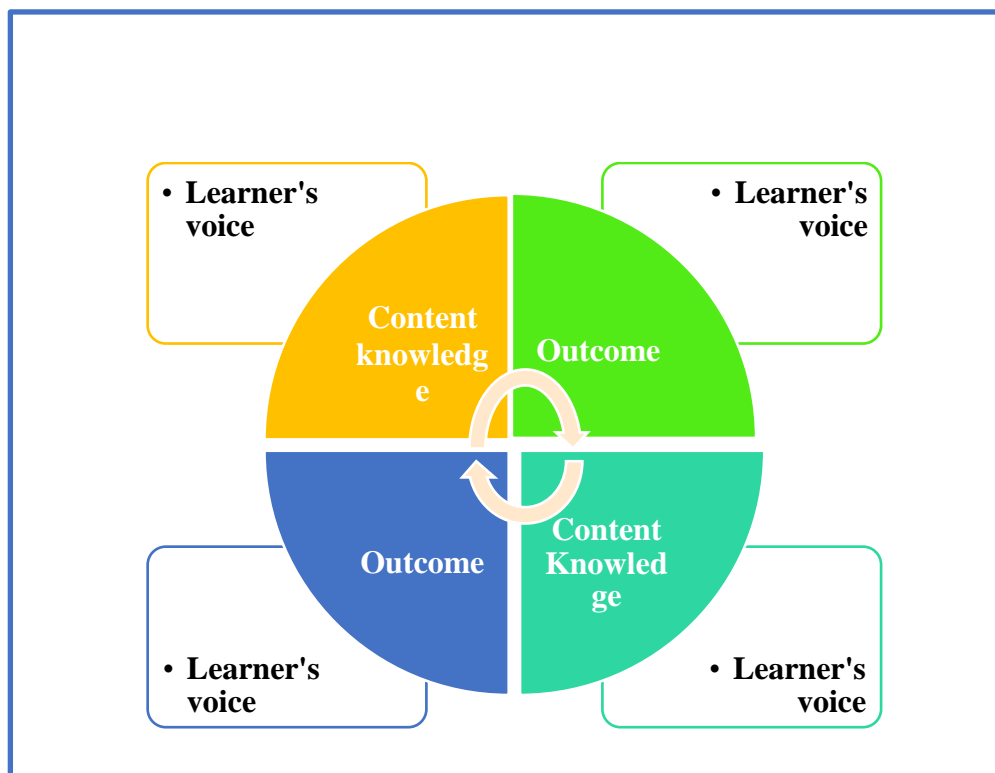 • Learner's
voice
• Learner's
voice
Content
knowledg
e
Outcome
Outcome
Content
Knowled
ge
• Learner's
voice
• Learner's
voice